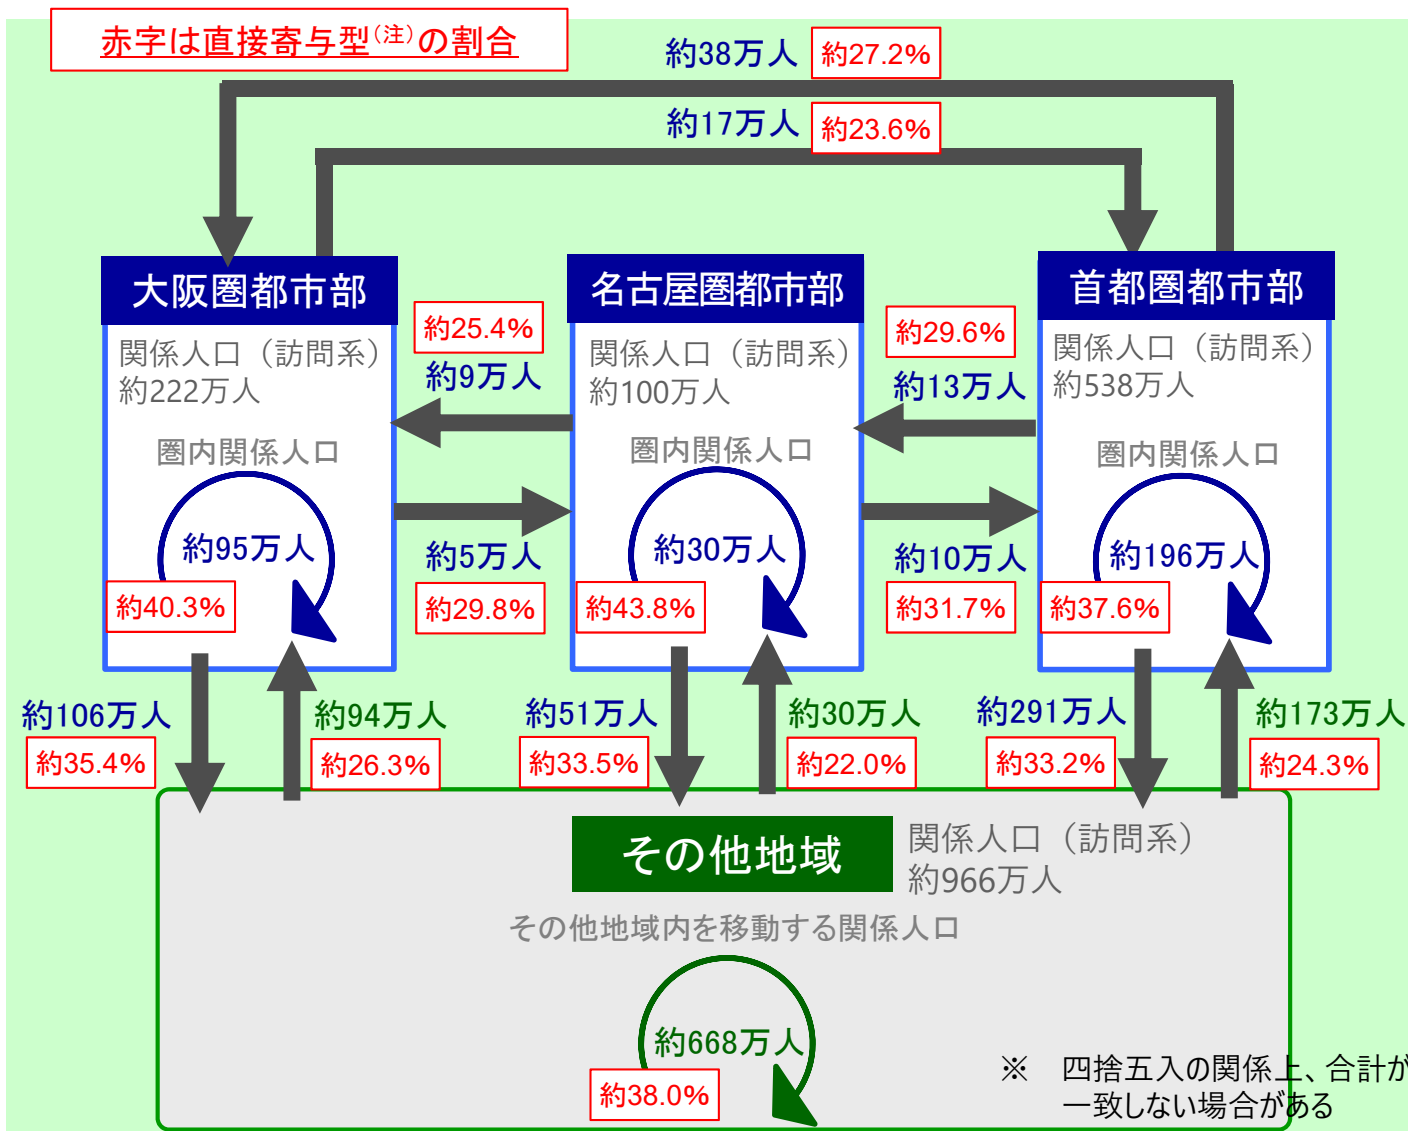 赤字は直接寄与型(注)の割合
約38万人 約27.2%
約17万人 約23.6%
大阪圏都市部
関係人口（訪問系）
約222万人
圏内関係人口
約95万人
約40.3%
約25.4%
約9万人
約5万人
約29.8%
名古屋圏都市部
関係人口（訪問系）
約100万人
圏内関係人口
約30万人
約43.8%
約29.6%
約13万人
約10万人
約31.7%
首都圏都市部
関係人口（訪問系）
約538万人
圏内関係人口
約196万人
約37.6%
約106万人
約35.4%
約94万人
約26.3%
約51万人
約33.5%
約30万人
約22.0%
約291万人
約33.2%
約173万人
約24.3%
その他地域
関係人口（訪問系）
約966万人
その他地域内を移動する関係人口
約668万人
約38.0%
※　四捨五入の関係上、合計が
一致しない場合がある